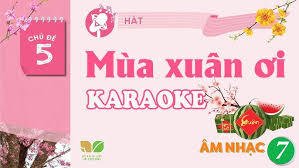 CHỦ ĐỀ
5
HÁT
Mùa xuân ơi
KARAOKE
ÂM NHẠC 7